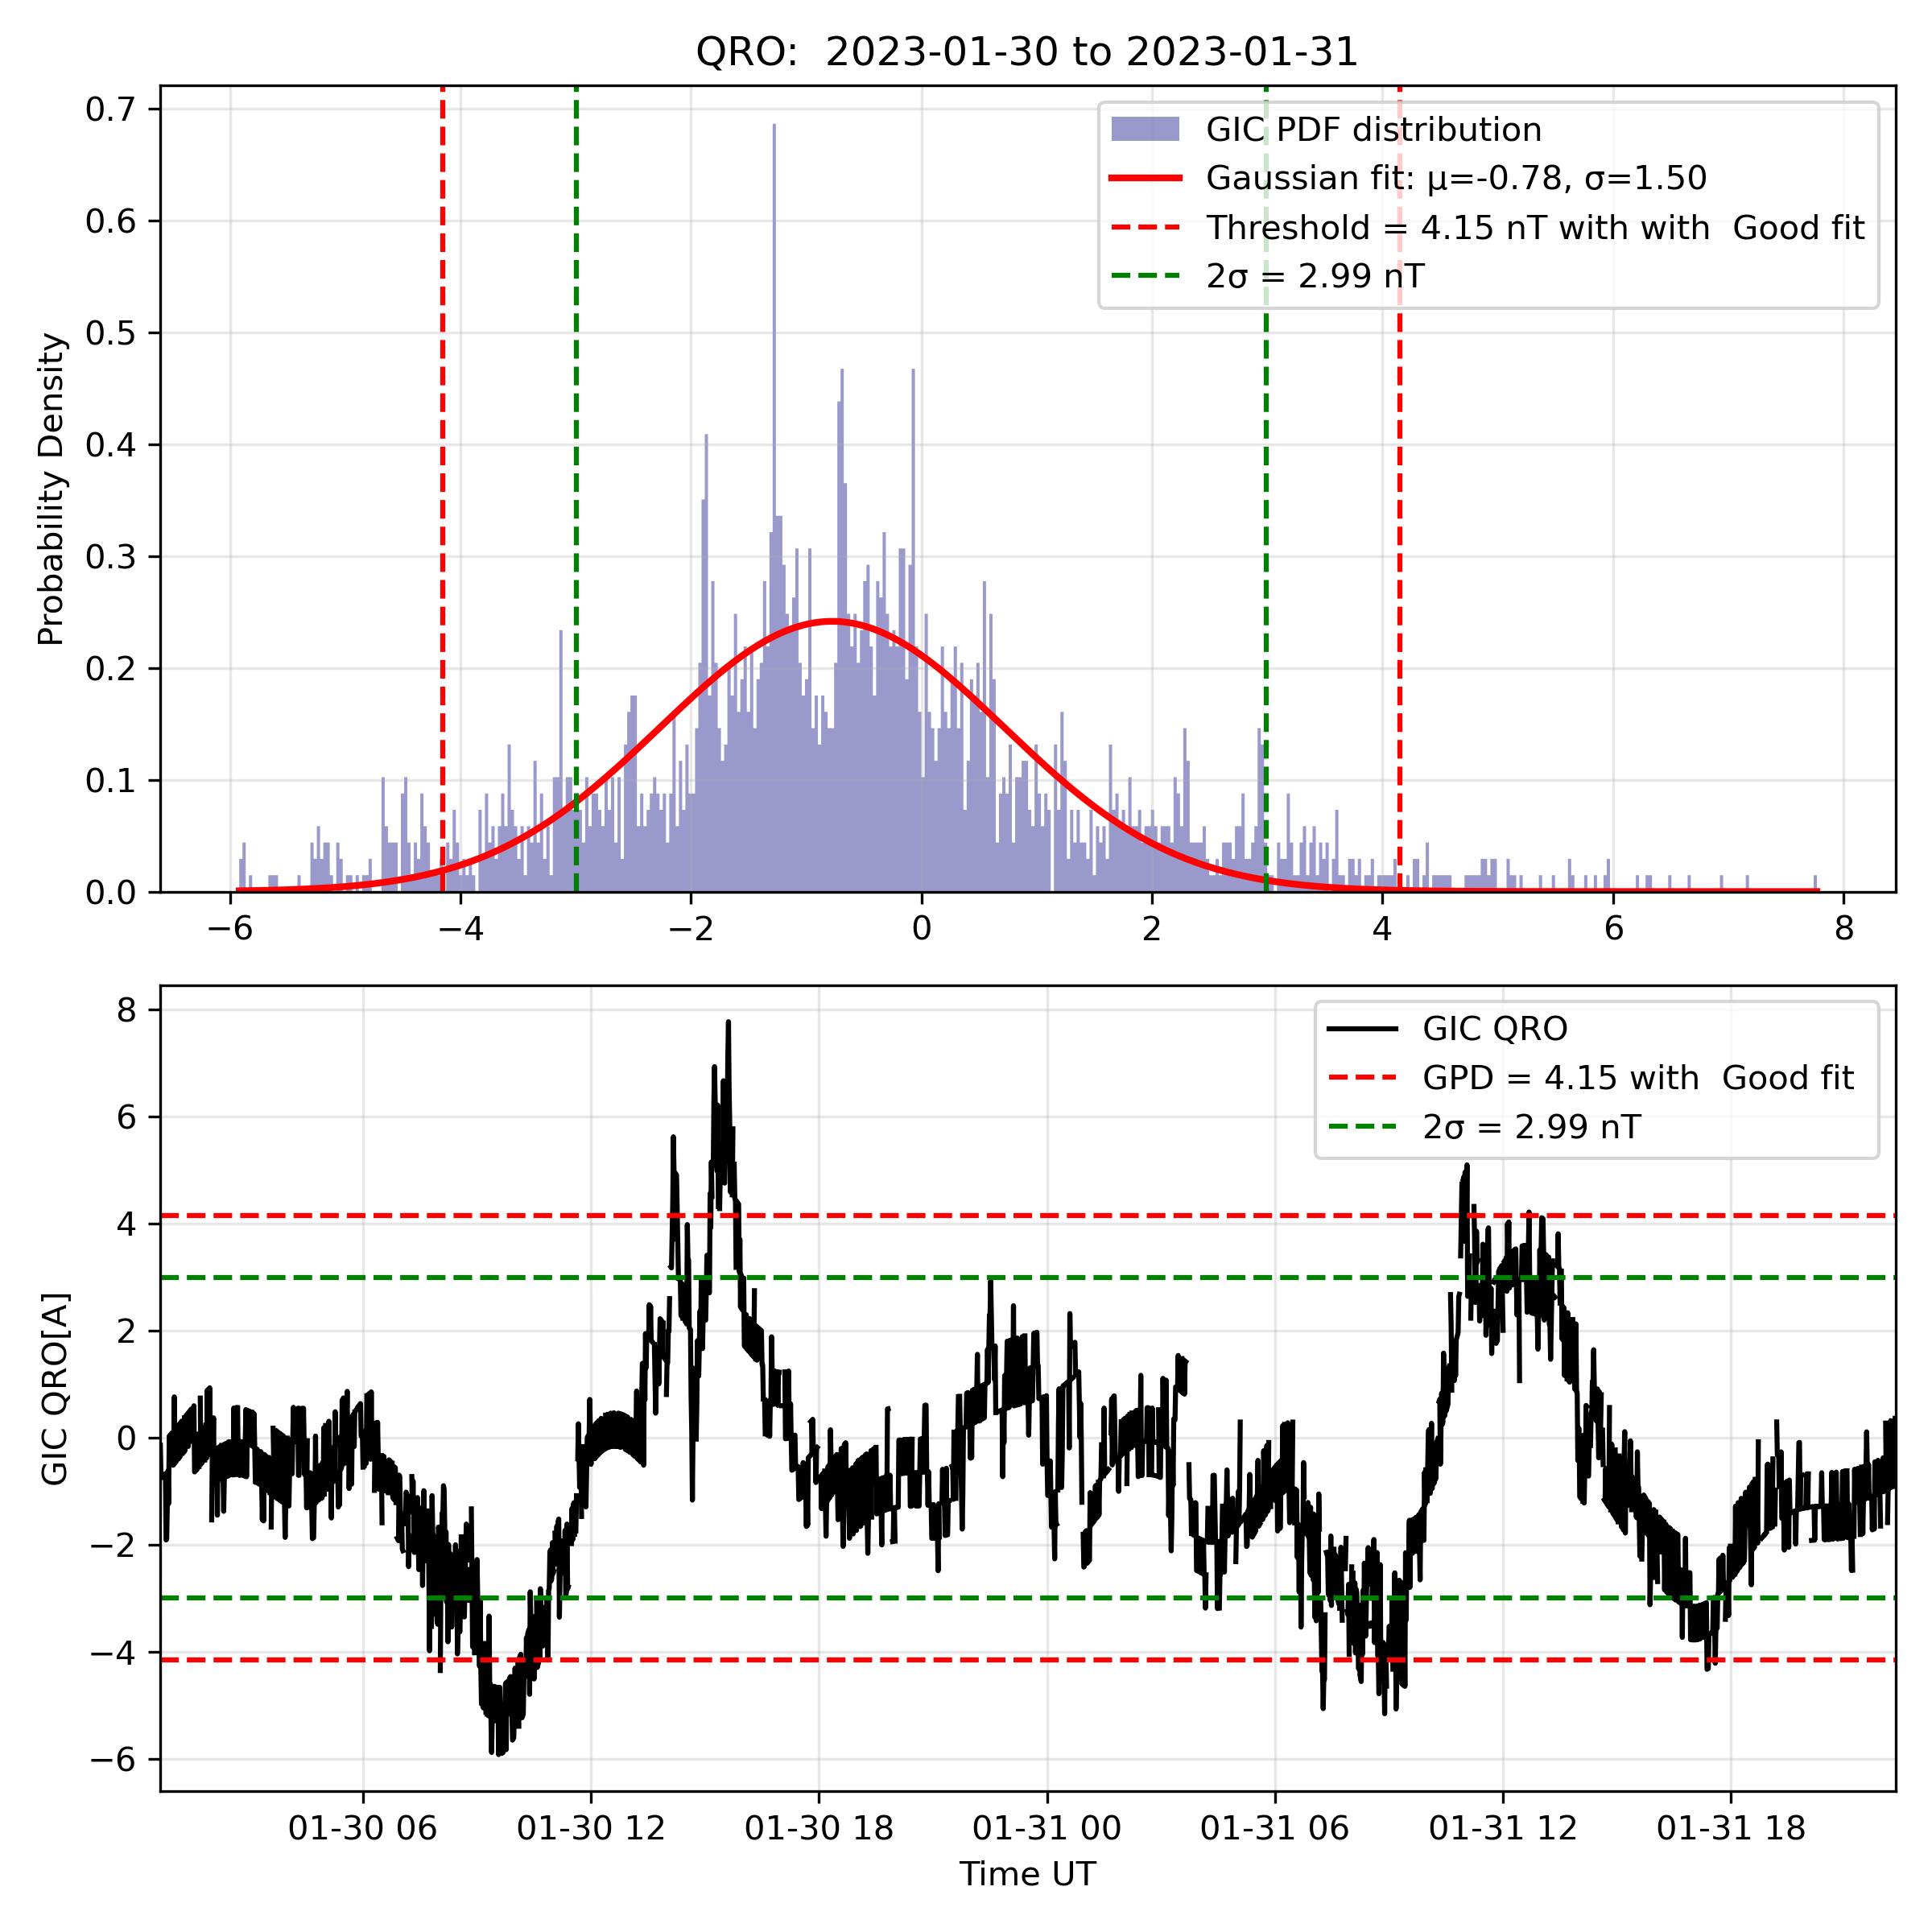 QRO:  2023-01-30 to 2023-01-31
0.7
0.6
0.5
0.4
0.3
0.2
0.1
0.0
Probability Density
GIC PDF distribution
Gaussian fit: μ=-0.78, σ=1.50
Threshold = 4.15 nT with with  Good fit
2σ = 2.99 nT
−6 −4 −2 0 2 4 6 8
8
6
4
2
0
−2
−4
−6
GIC QRO[A]
GIC QRO
GPD = 4.15 with  Good fit
2σ = 2.99 nT
01-30 06 01-30 12 01-30 18 01-31 00 01-31 06 01-31 12 01-31 18
Time UT